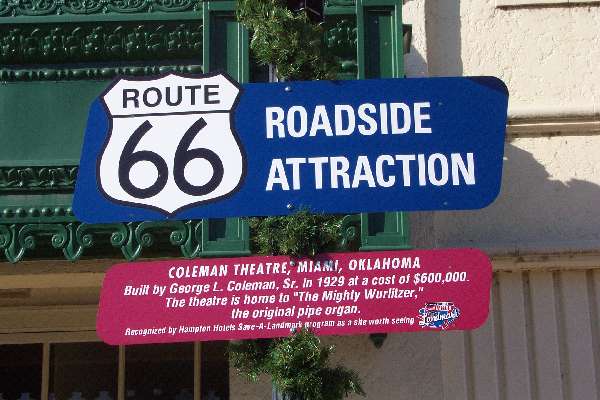 ROUTE
66
ROADSIDE
ATTRACTION
COLEMAN THEATRE, MIAMI, OKLAHOMA
Built by George L. Coleman, Sr. In 1929 at a cost of $600,000.
The theatre is home to "The Mighty Wurlitzer,"
the original pipe organ.
Recognized by Hampton Hotels Save-A-Landmark program as a site worth seeing
Landmark